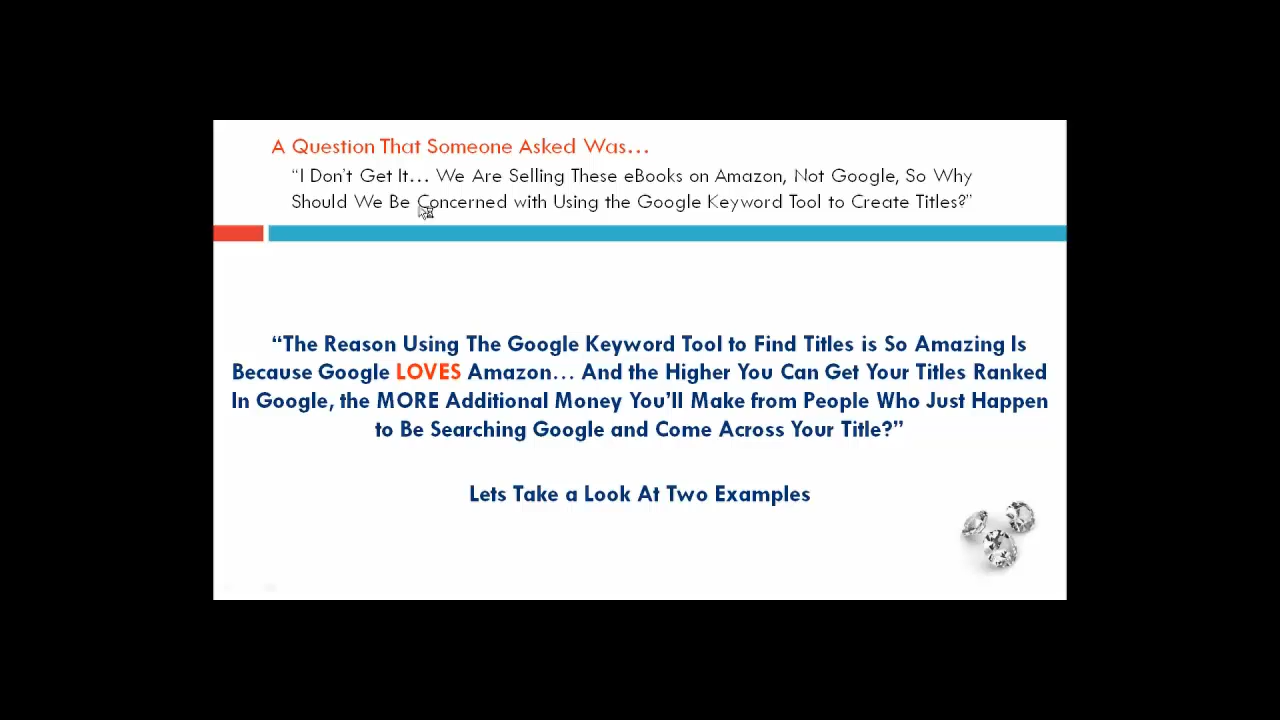 A Question That Someone Asked Was...
“I Don’t Get It... We Are Selling These eBooks on Amazon, Not Google, So Why
Should We Be Concerned with Using the Google Keyword Tool to Create Titles?”
“The Reason Using The Google Keyword Tool to Find Titles is So Amazing Is
Because Google LOVES Amazon... And the Higher You Can Get Your Titles Ranked
In Google, the MORE Additional Money You’ll Make from People Who Just Happen
to Be Searching Google and Come Across Your Title?”
Lets Take a Look At Two Examples